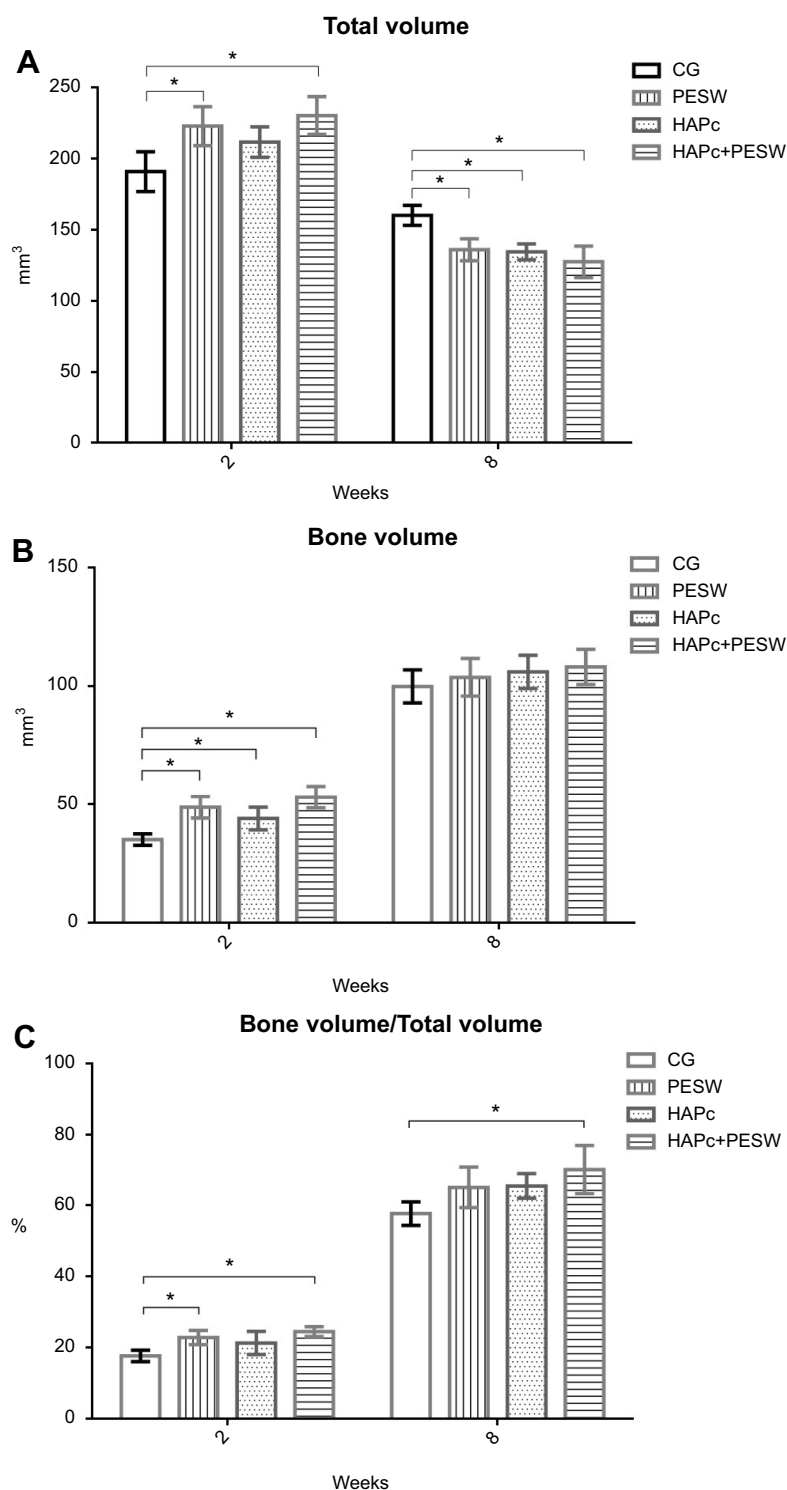 Total volume
A
250
200
150
100
50
0
mm³
*
*
*
*
*
2
8
Weeks
CG
PESW
HAPc
HAPc+PESW
Bone volume
B
150
100
50
0
mm³
*
*
*
2
8
Weeks
CG
PESW
HAPc
HAPc+PESW
Bone volume/Total volume
C
100
80
60
40
20
0
%
*
*
*
2
8
Weeks
CG
PESW
HAPc
HAPc+PESW